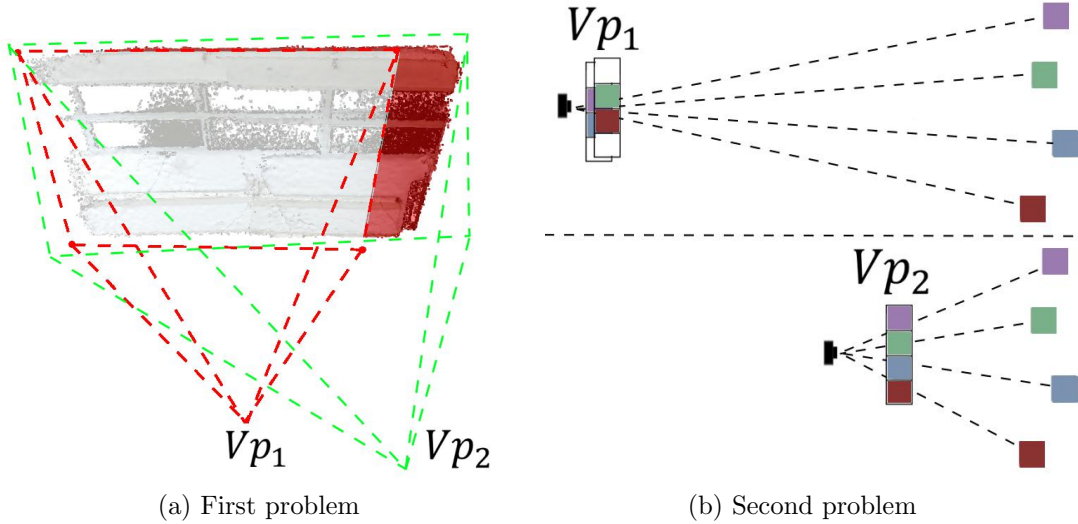 Vp₁
Vp₂
(a) First problem
Vp₁
Vp₂
(b) Second problem